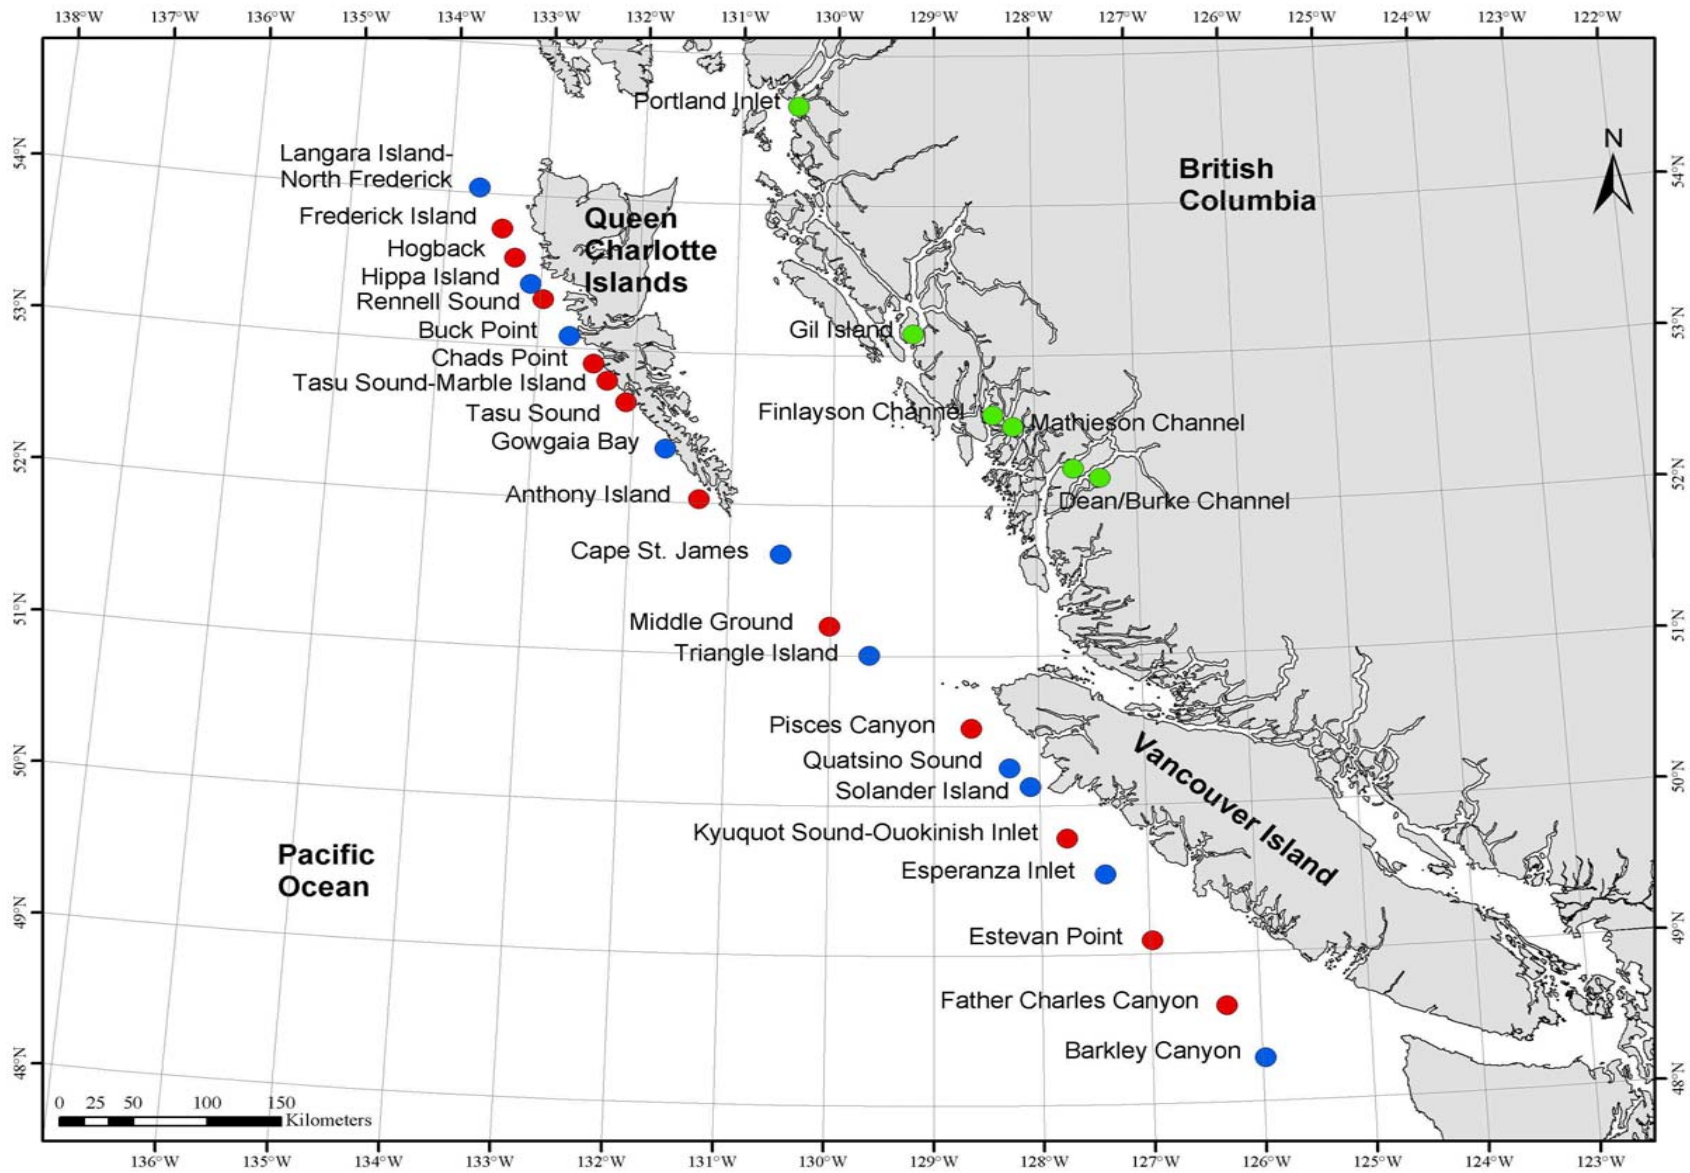 138°W 137°W 136°W 135°W 134°W 133°W 132°W 131°W 130°W 129°W 128°W 127°W 126°W 125°W 124°W 123°W 122°W
Portland Inlet
N
54°N
54°N
Langara Island-
North Frederick
British
Columbia
Frederick Island
Queen
Charlotte
Islands
Hogback
Hippa Island
Rennell Sound
53°N
53°N
Buck Point
Gil Island
Chads Point
Tasu Sound-Marble Island
Tasu Sound
Finlayson Channel
Mathieson Channel
Gowgaia Bay
52°N
52°N
Anthony Island
Dean/Burke Channel
Cape St. James
51°N
51°N
Middle Ground
Triangle Island
Pisces Canyon
Quatsino Sound
50°N
50°N
Solander Island
Vancouver Island
Kyuquot Sound-Ououkinish Inlet
Pacific
Ocean
Esperanza Inlet
49°N
49°N
Estevan Point
Father Charles Canyon
Barkley Canyon
48°N
48°N
0 25 50 100 150
Kilometers
136°W 135°W 134°W 133°W 132°W 131°W 130°W 129°W 128°W 127°W 126°W 125°W 124°W 123°W